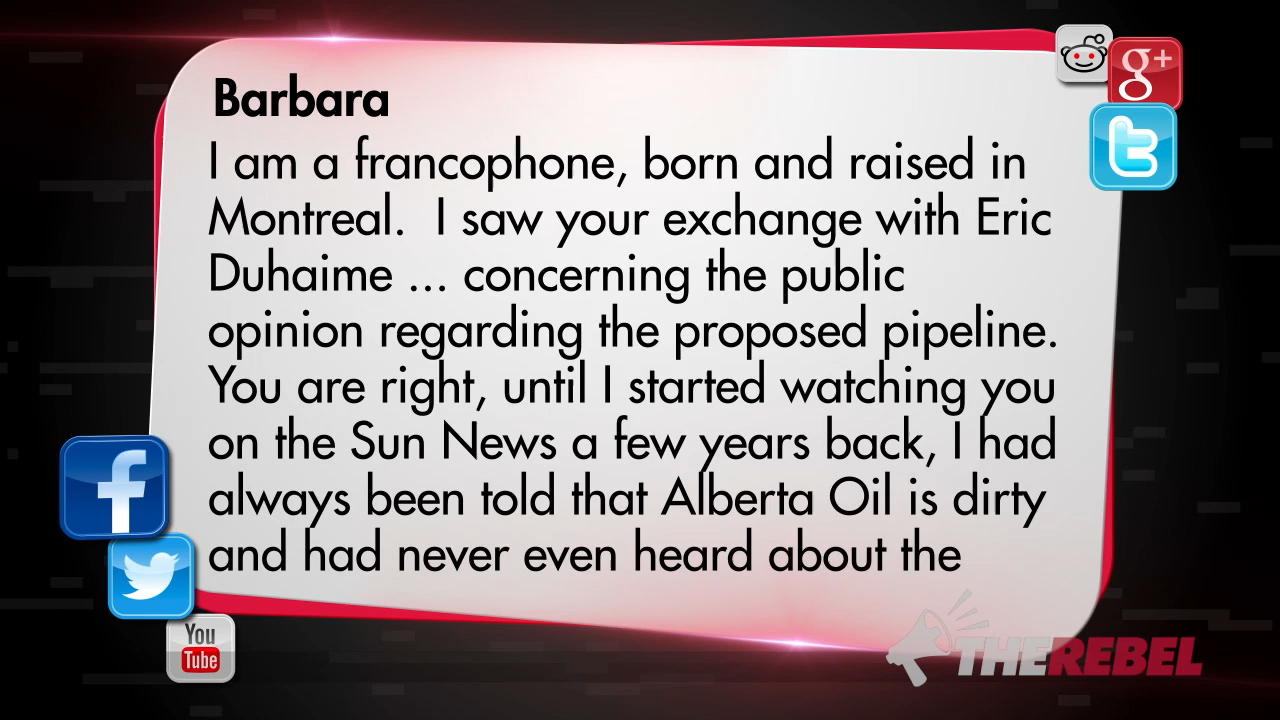 Barbara
I am a francophone, born and raised in
Montreal.  I saw your exchange with Eric
Duhaime ... concerning the public
opinion regarding the proposed pipeline.
You are right, until I started watching you
on the Sun News a few years back, I had
always been told that Alberta Oil is dirty
and had never even heard about the
g+
t
f
You
Tube
THEREBEL